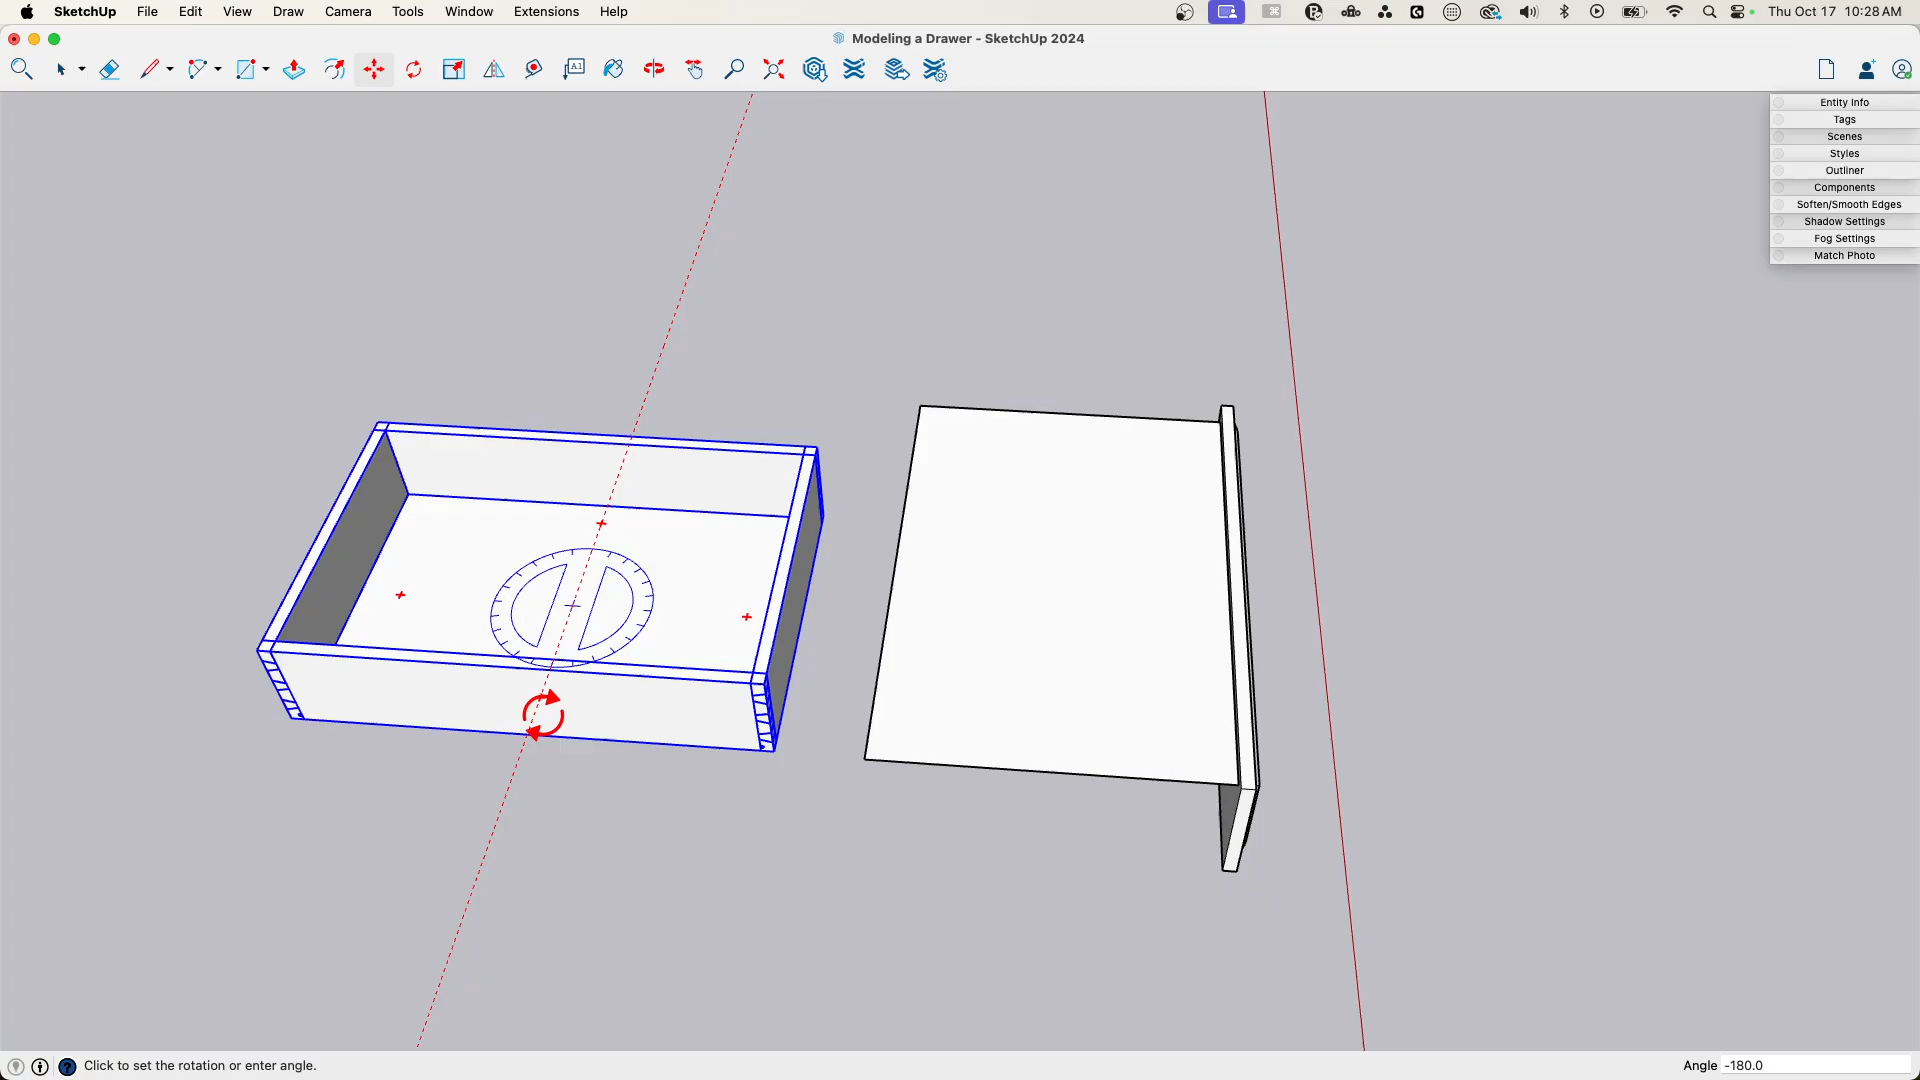 SketchUp File Edit View Draw Camera Tools Window Extensions Help Thu Oct 17 10:28 AM
Modeling a Drawer - SketchUp 2024
A1
Entity Info
Tags
Scenes
Styles
Outliner
Components
Soften/Smooth Edges
Shadow Settings
Fog Settings
Match Photo
Click to set the rotation or enter angle. Angle -180.0